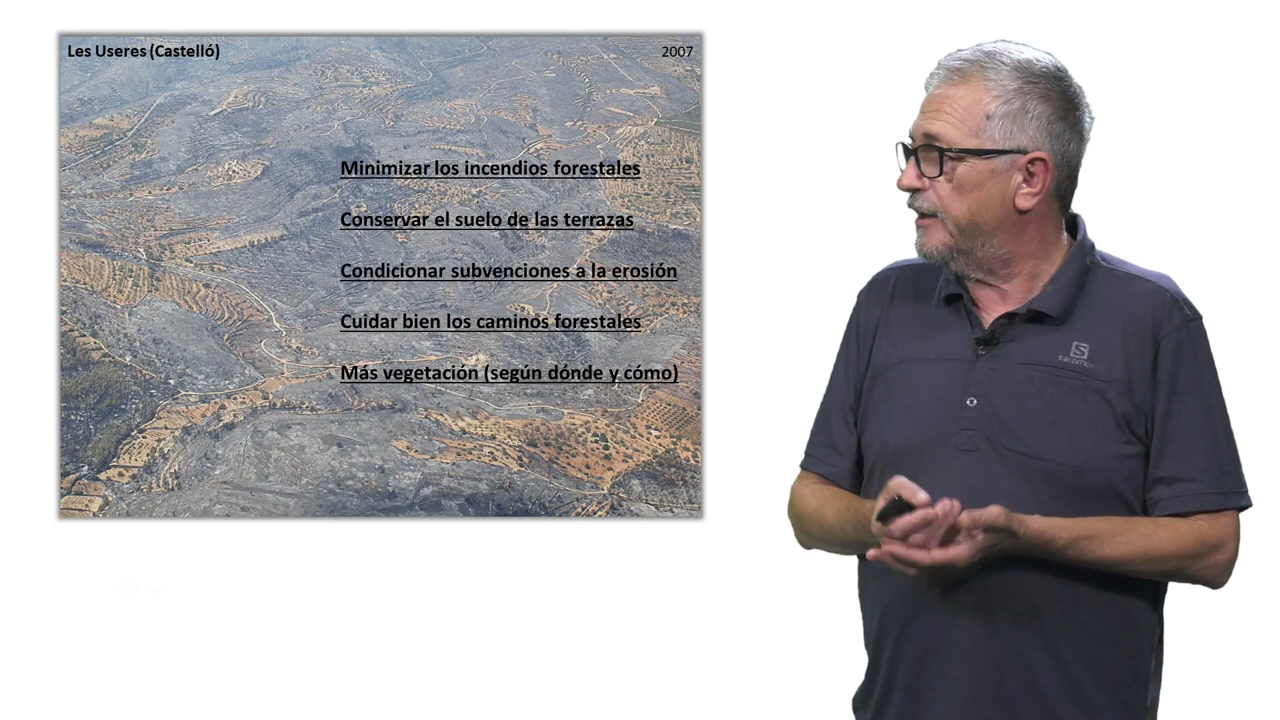 Les Useres (Castelló)
2007
Minimizar los incendios forestales
Conservar el suelo de las terrazas
Condicionar subvenciones a la erosión
Cuidar bien los caminos forestales
Más vegetación (según dónde y cómo)
S
salomon